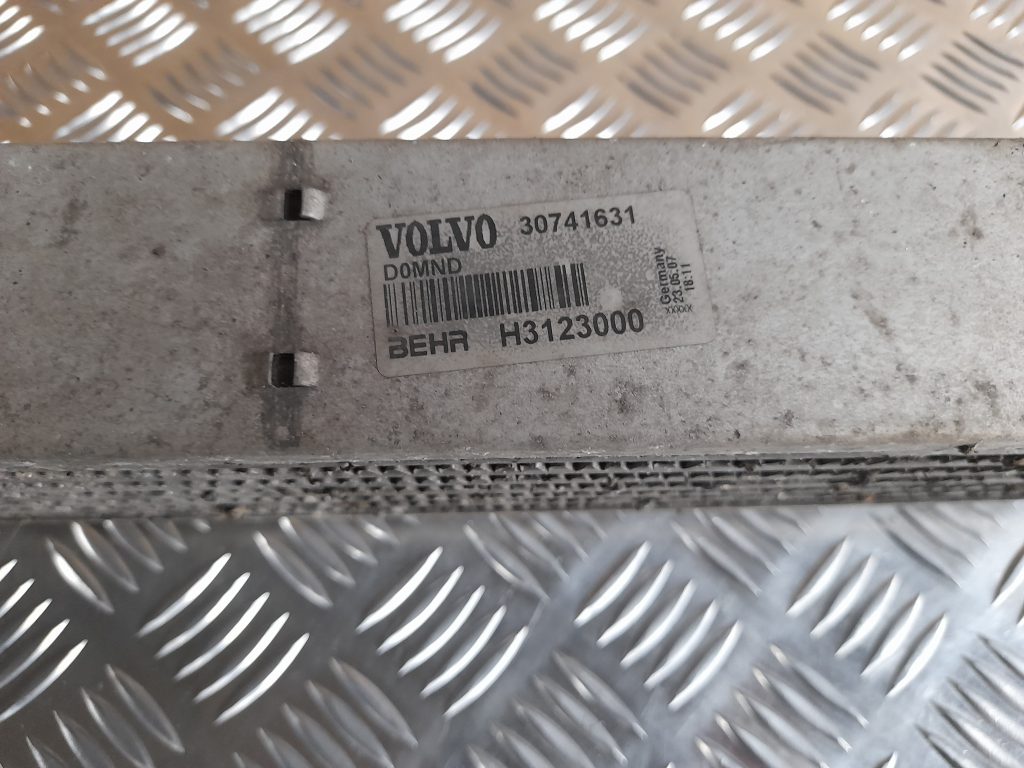 VOLVO 30741631
D0MND
BEHR H3123000
Germany
23.05.07
18:11
xxxxx